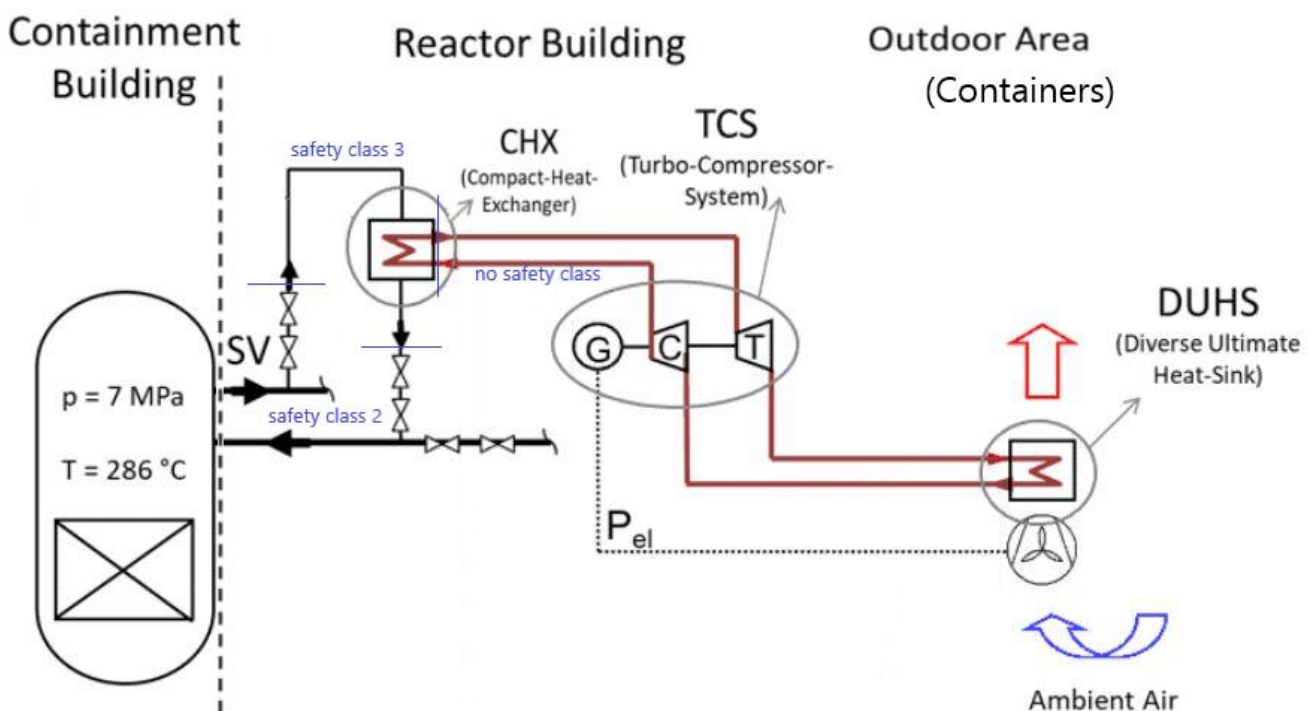 Containment
Building
Reactor Building
Outdoor Area
(Containers)
safety class 3
CHX
(Compact-Heat-
Exchanger)
TCS
(Turbo-Compressor-
System)
no safety class
SV
DUHS
(Diverse Ultimate
Heat-Sink)
G
C
T
p = 7 MPa
safety class 2
T = 286 °C
Pel
Ambient Air